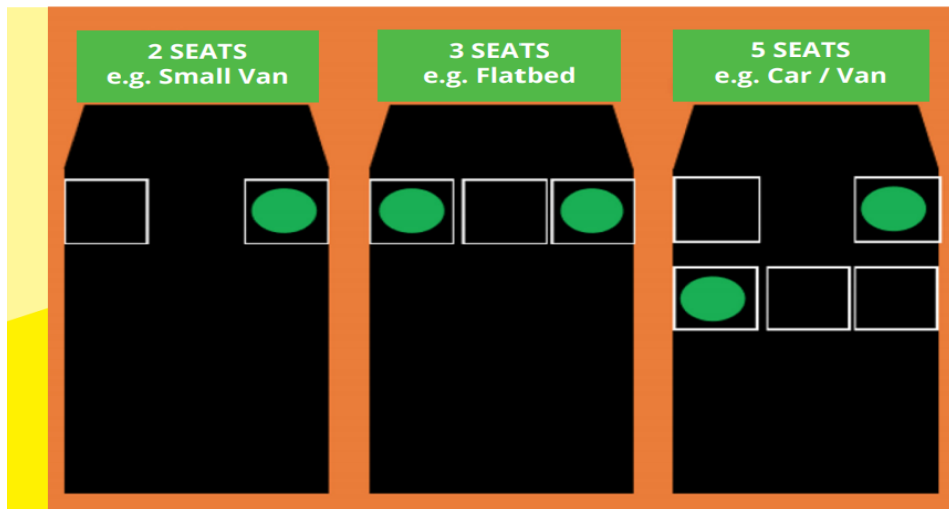 2 SEATS
e.g. Small Van
3 SEATS
e.g. Flatbed
5 SEATS
e.g. Car / Van